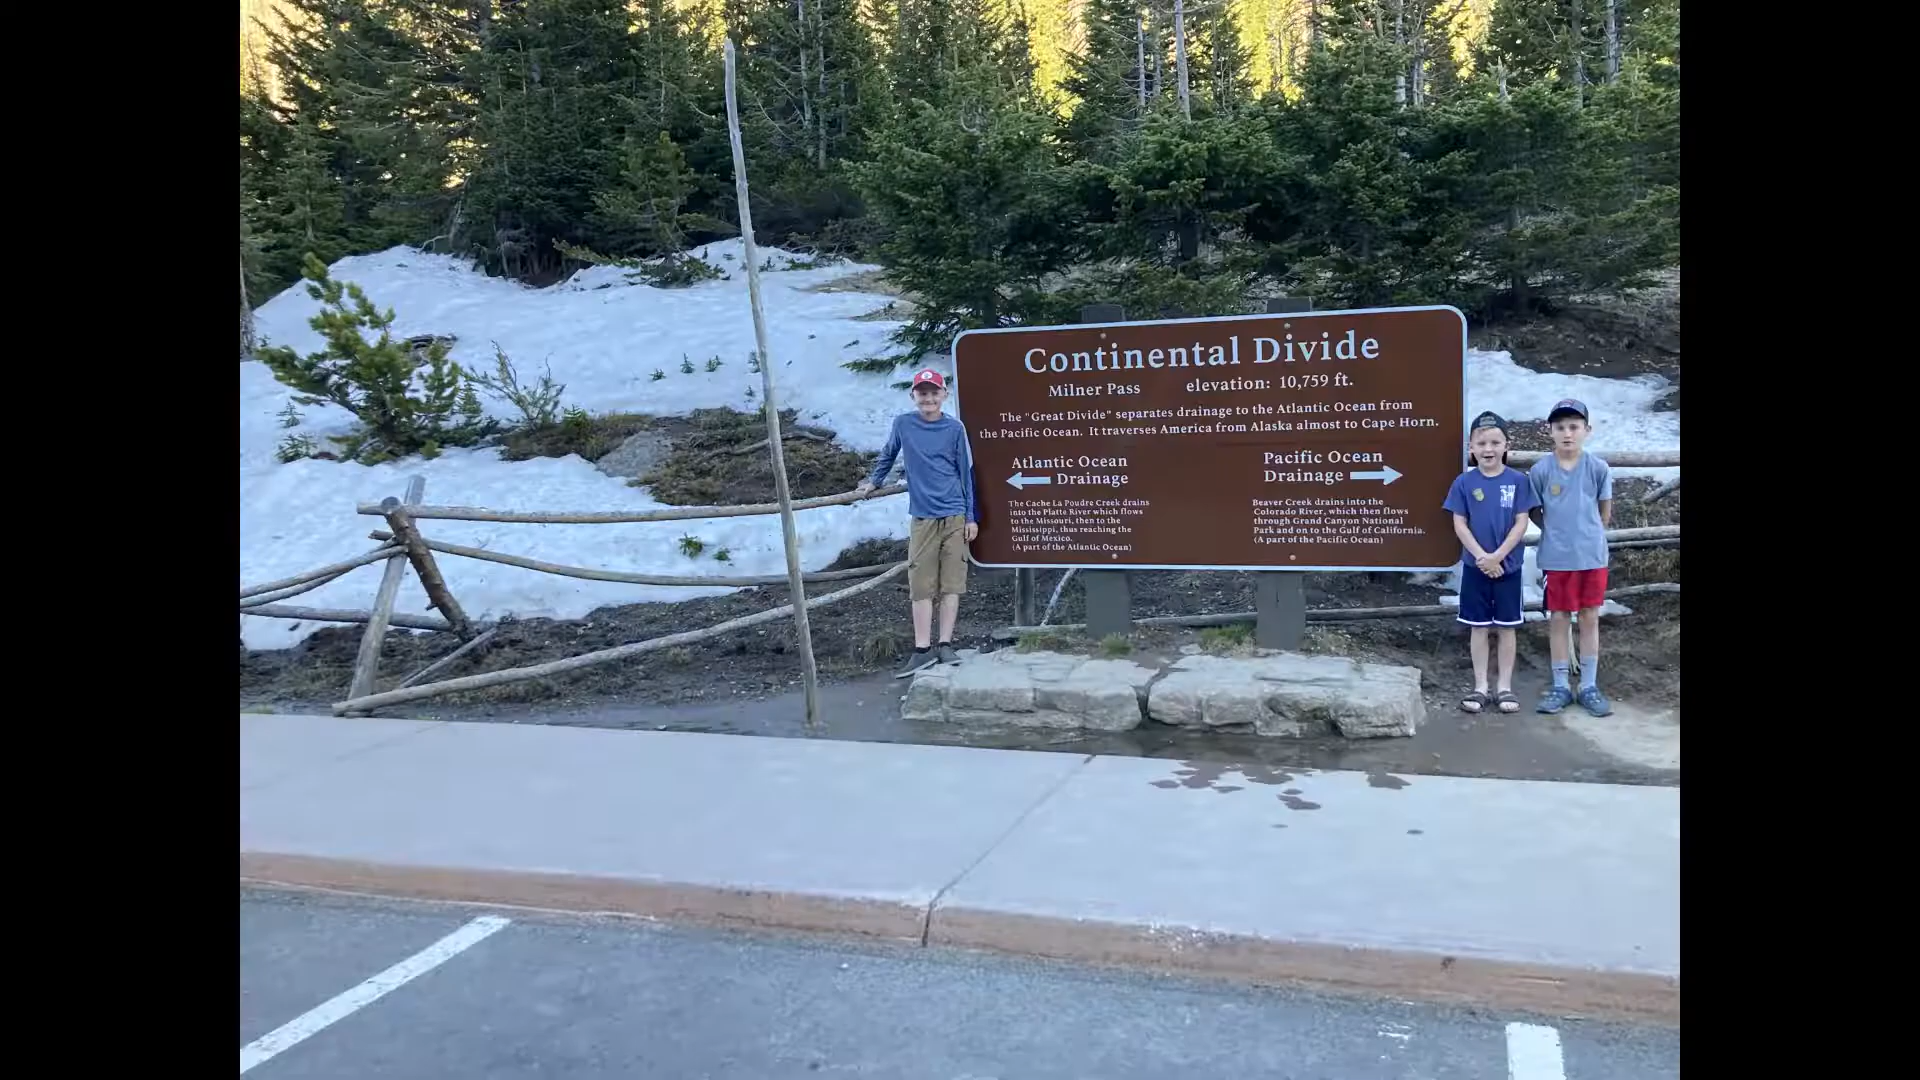 Continental Divide
Milner Pass elevation: 10,759 ft.
The "Great Divide" separates drainage to the Atlantic Ocean from
the Pacific Ocean. It traverses America from Alaska almost to Cape Horn.
Atlantic Ocean
Drainage
The Cache La Poudre Creek drains
into the Platte River which flows
to the Missouri, then to the
Mississippi, thus reaching the
Gulf of Mexico.
(A part of the Atlantic Ocean)
Pacific Ocean
Drainage
Beaver Creek drains into the
Colorado River, which then flows
through Grand Canyon National
Park and on to the Gulf of California.
(A part of the Pacific Ocean)